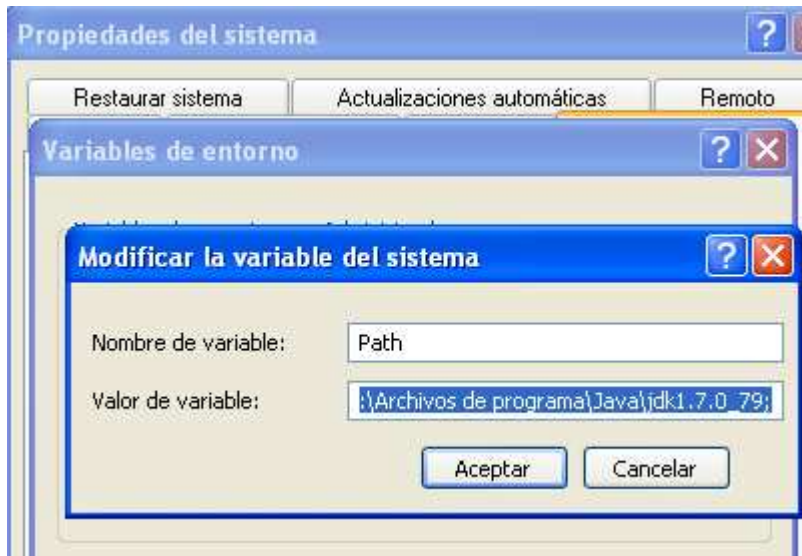 Propiedades del sistema
Restaurar sistema Actualizaciones automáticas Remoto
Variables de entorno
Modificar la variable del sistema
Nombre de variable: Path
Valor de variable: :\Archivos de programa\Java\jdk1.7.0_79;
Aceptar Cancelar